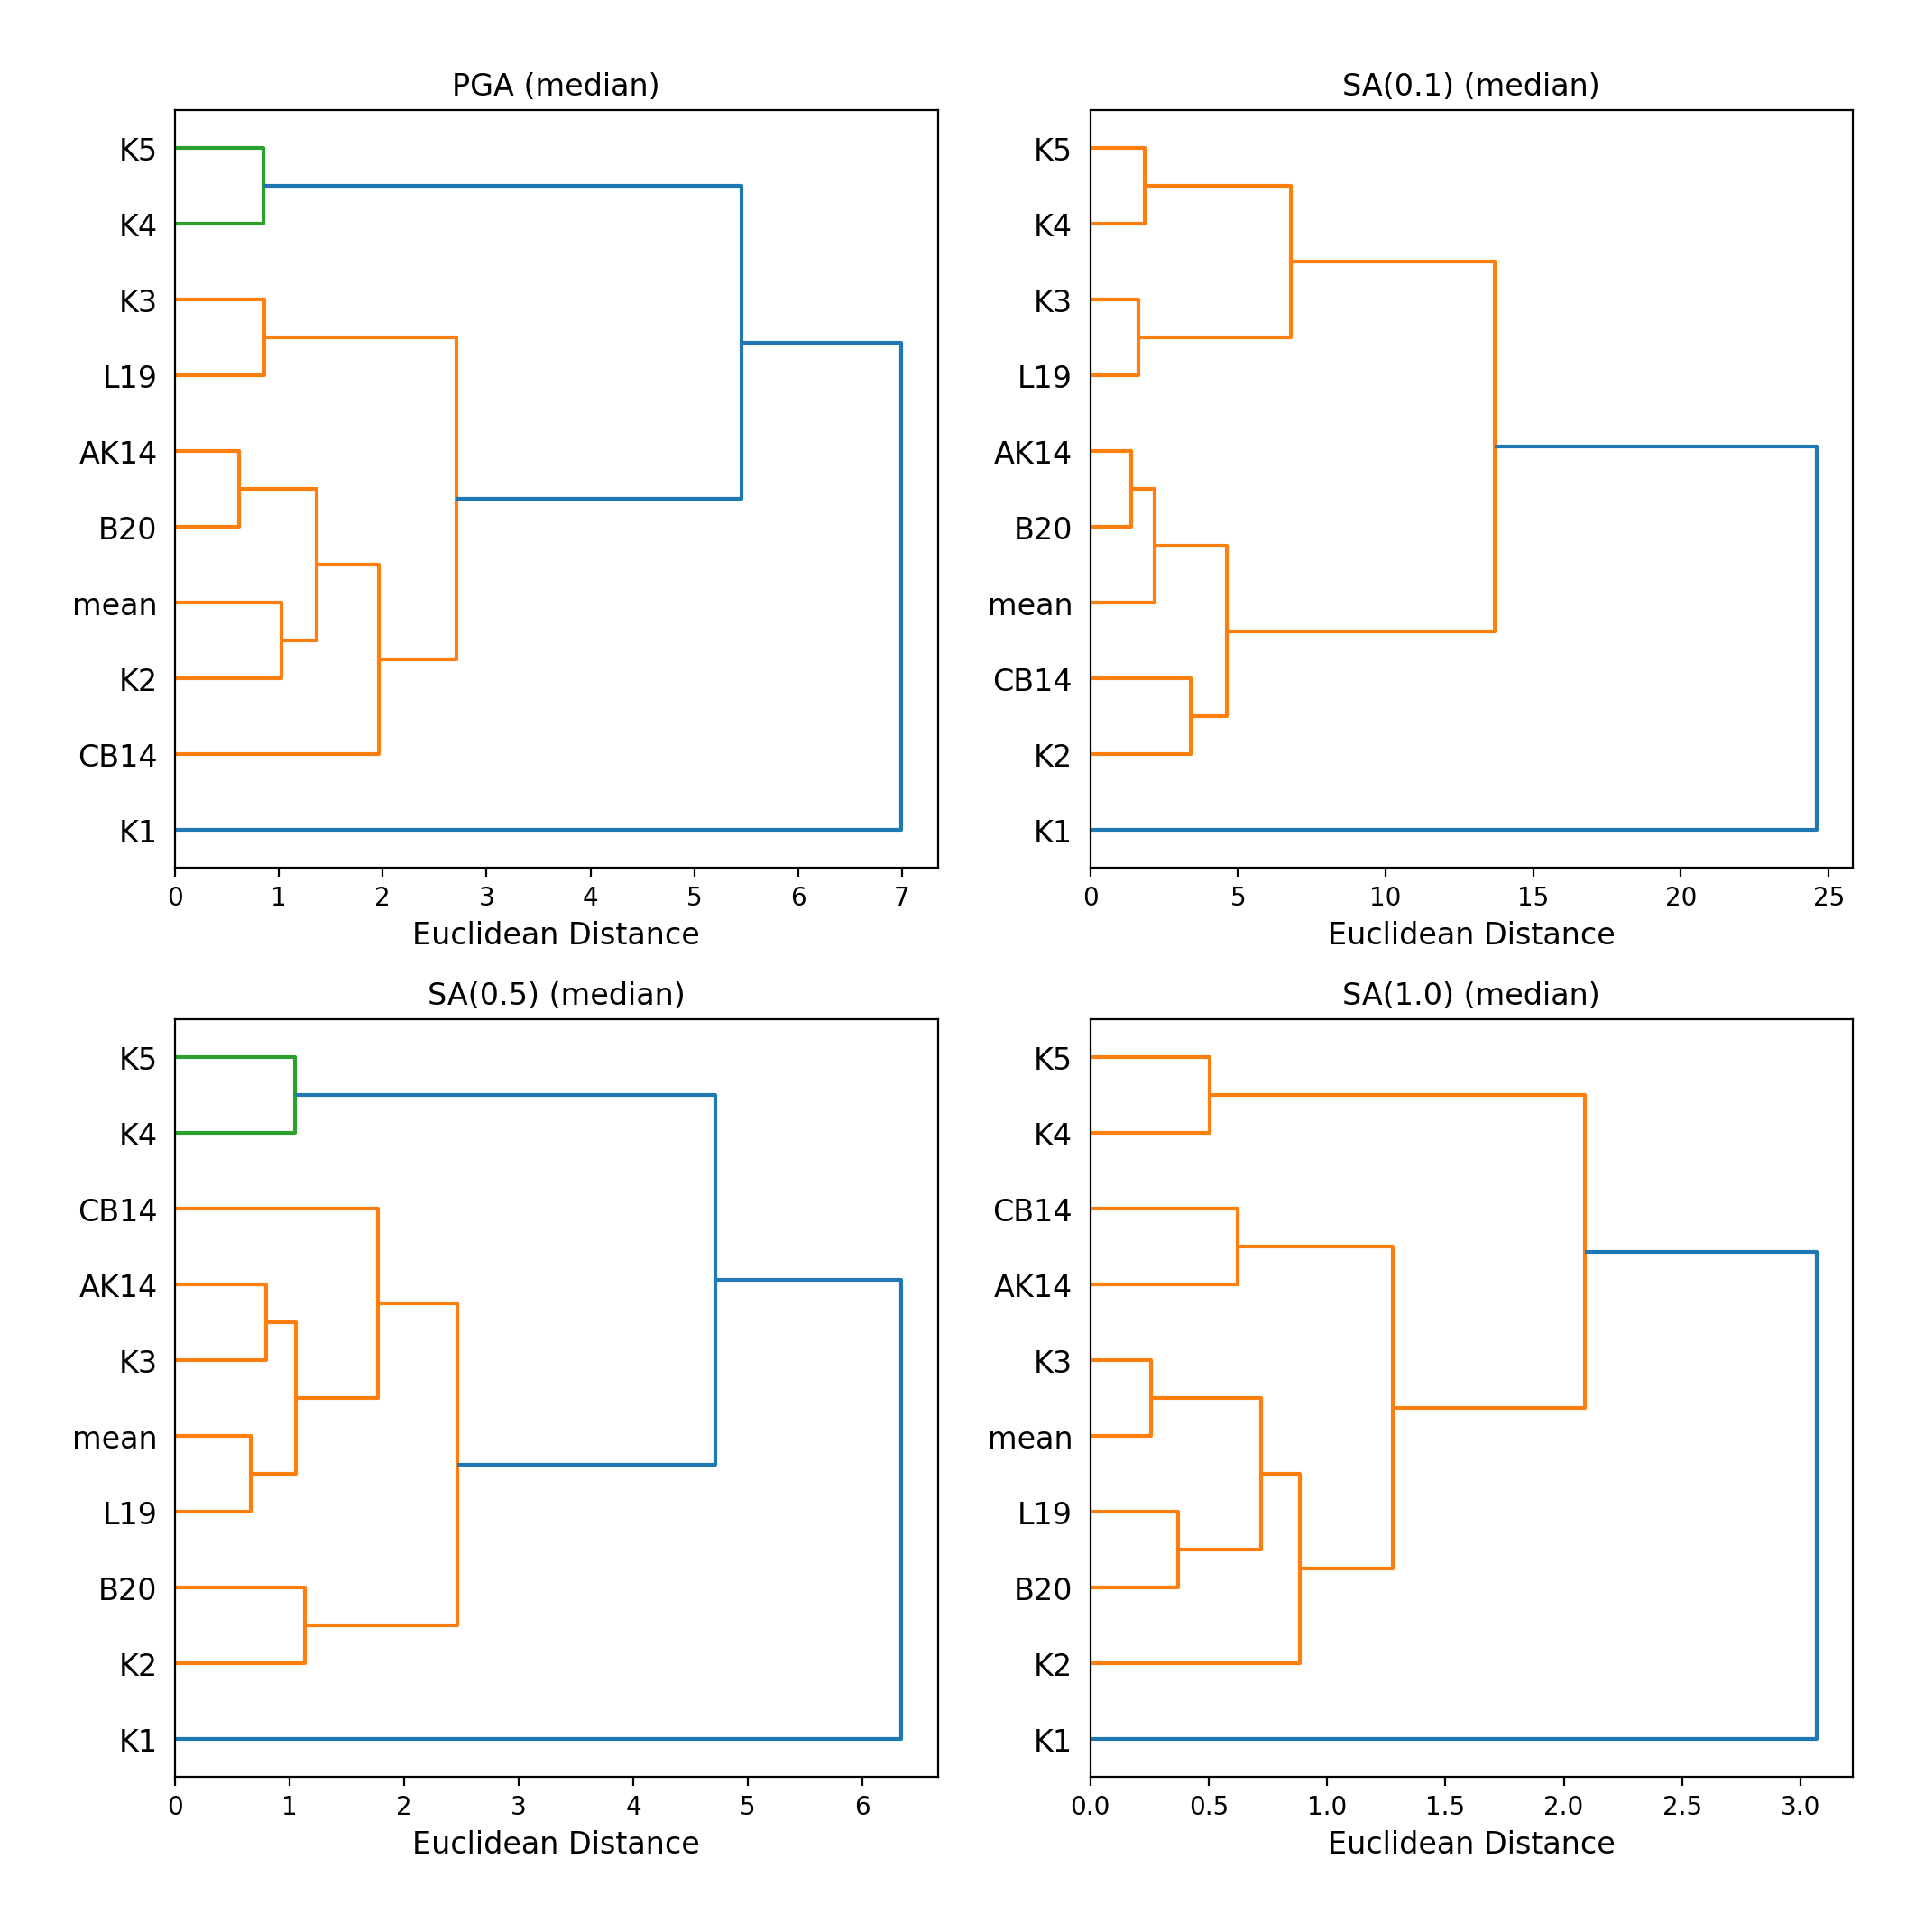 PGA (median)
K5
K4
K3
L19
AK14
B20
mean
K2
CB14
K1
0 1 2 3 4 5 6 7
Euclidean Distance
SA(0.1) (median)
K5
K4
K3
L19
AK14
B20
mean
CB14
K2
K1
0 5 10 15 20 25
Euclidean Distance
SA(0.5) (median)
K5
K4
CB14
AK14
K3
mean
L19
B20
K2
K1
0 1 2 3 4 5 6
Euclidean Distance
SA(1.0) (median)
K5
K4
CB14
AK14
K3
mean
L19
B20
K2
K1
0.0 0.5 1.0 1.5 2.0 2.5 3.0
Euclidean Distance